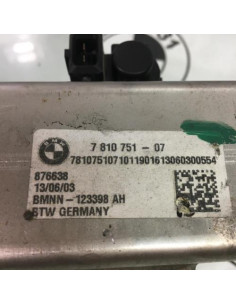 7 810 751 - 07
7810751071011901613060300554
876638
13/06/03
BMNN - 123398 AH
BTW GERMANY